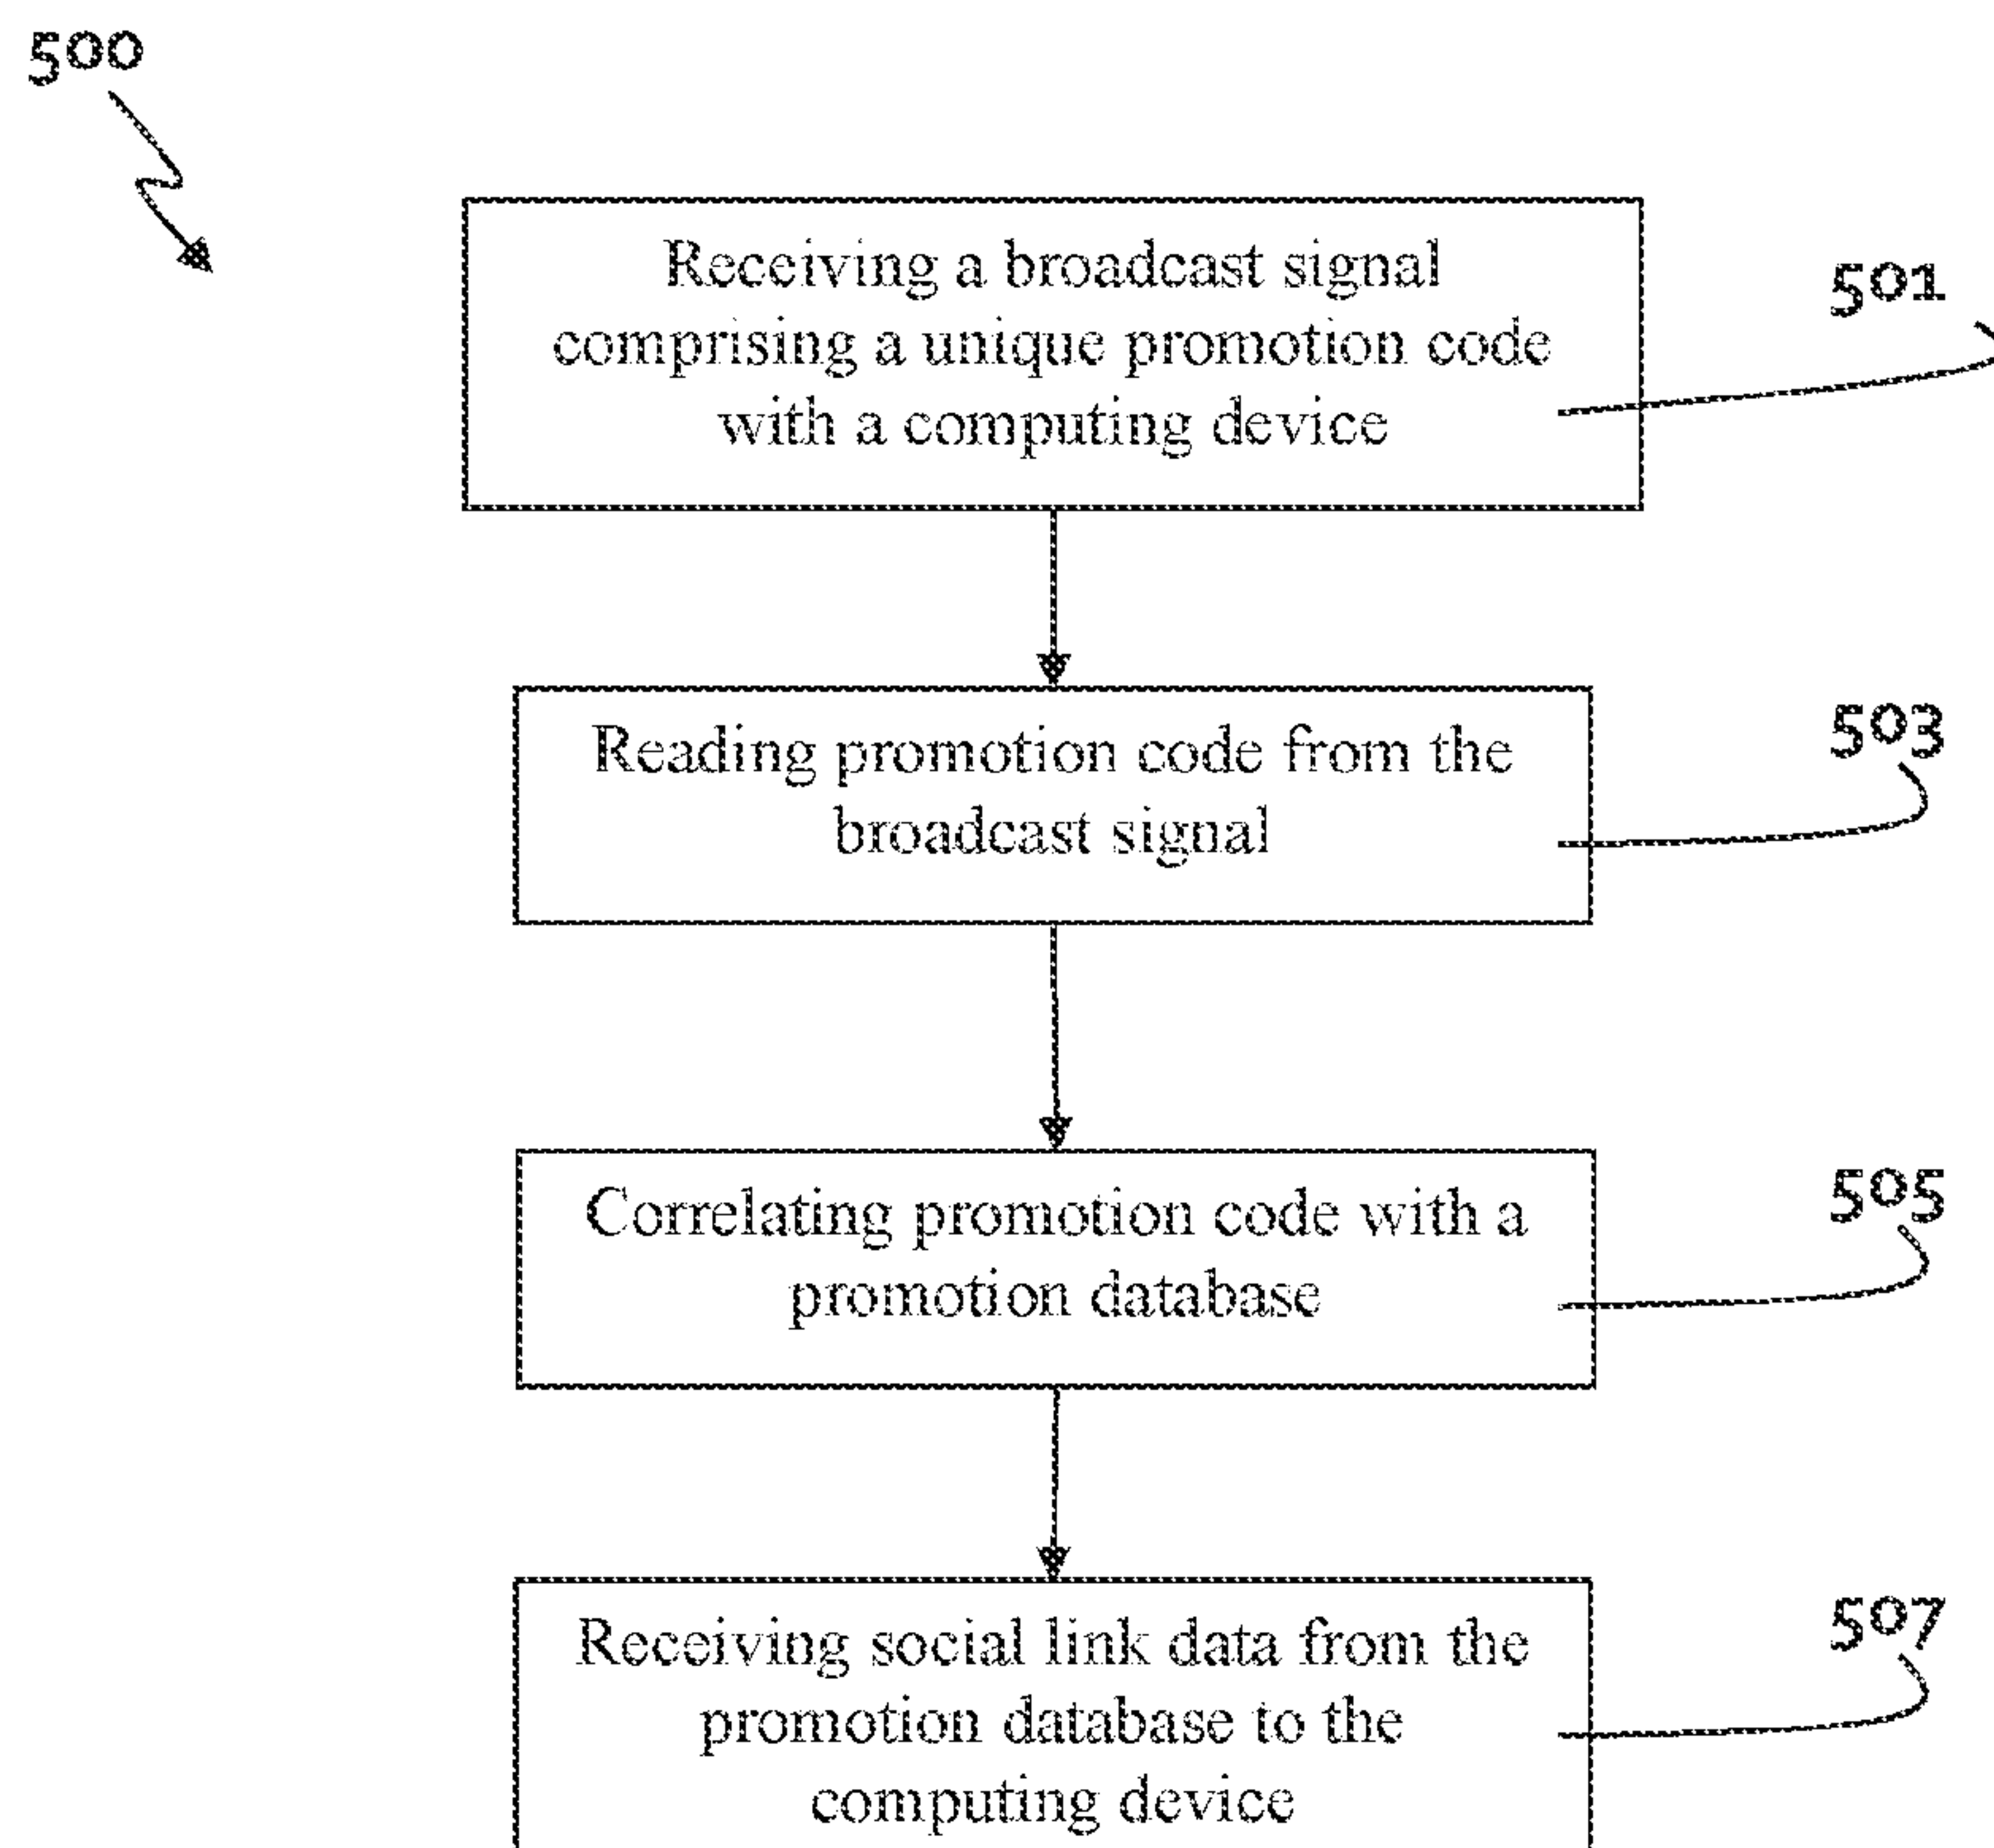 500
Receiving a broadcast signal
comprising a unique promotion code
with a computing device
501
Reading promotion code from the
broadcast signal
503
Correlating promotion code with a
promotion database
505
Receiving social link data from the
promotion database to the
computing device
507